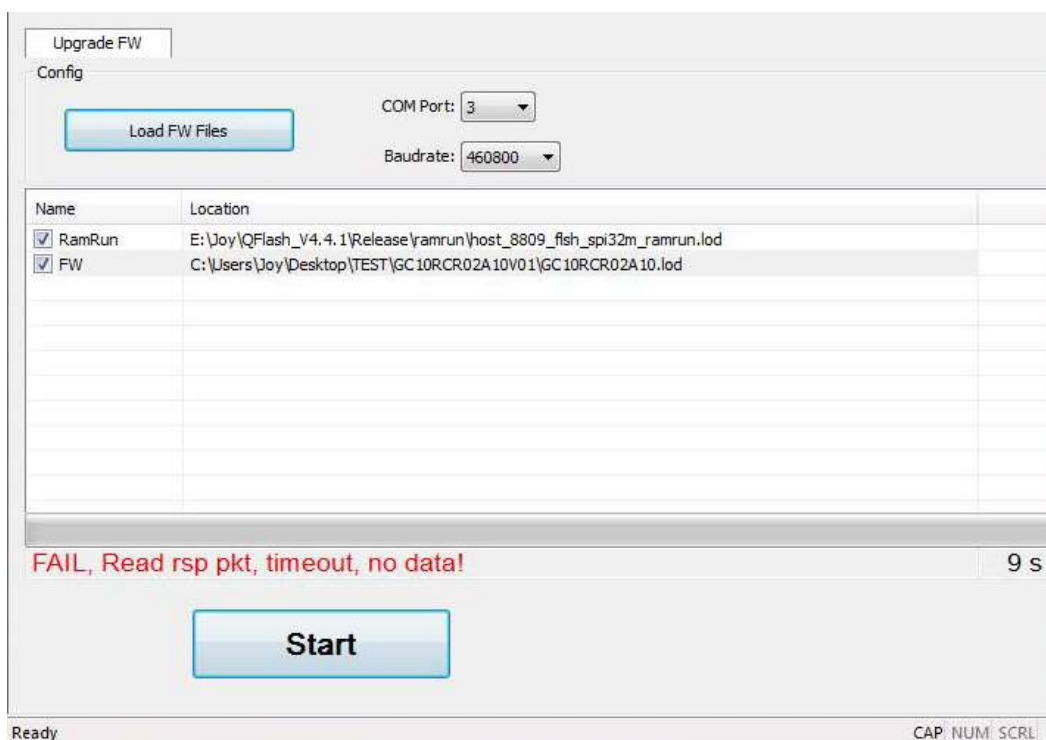 Upgrade FW
Config
Load FW Files
COM Port: 3
Baudrate: 460800
Name Location
RamRun E:\Joy\QFlash_V4.4.1\Release\ramrun\host_8809_flsh_spi32m_ramrun.lod
FW C:\Users\Joy\Desktop\TEST\GC10RCR02A10V01\GC10RCR02A10.lod
FAIL, Read rsp pkt, timeout, no data! 9 s
Start
Ready CAP NUM SCRL